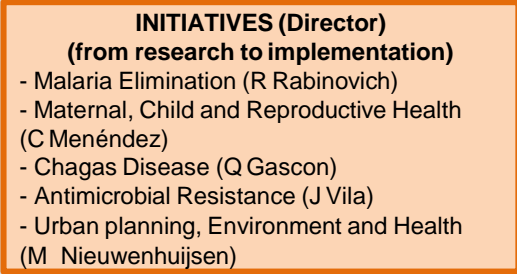 INITIATIVES (Director)
(from research to implementation)
- Malaria Elimination (R Rabinovich)
- Maternal, Child and Reproductive Health
(C Menéndez)
- Chagas Disease (Q Gascon)
- Antimicrobial Resistance (J Vila)
- Urban planning, Environment and Health
(M Nieuwenhuijsen)